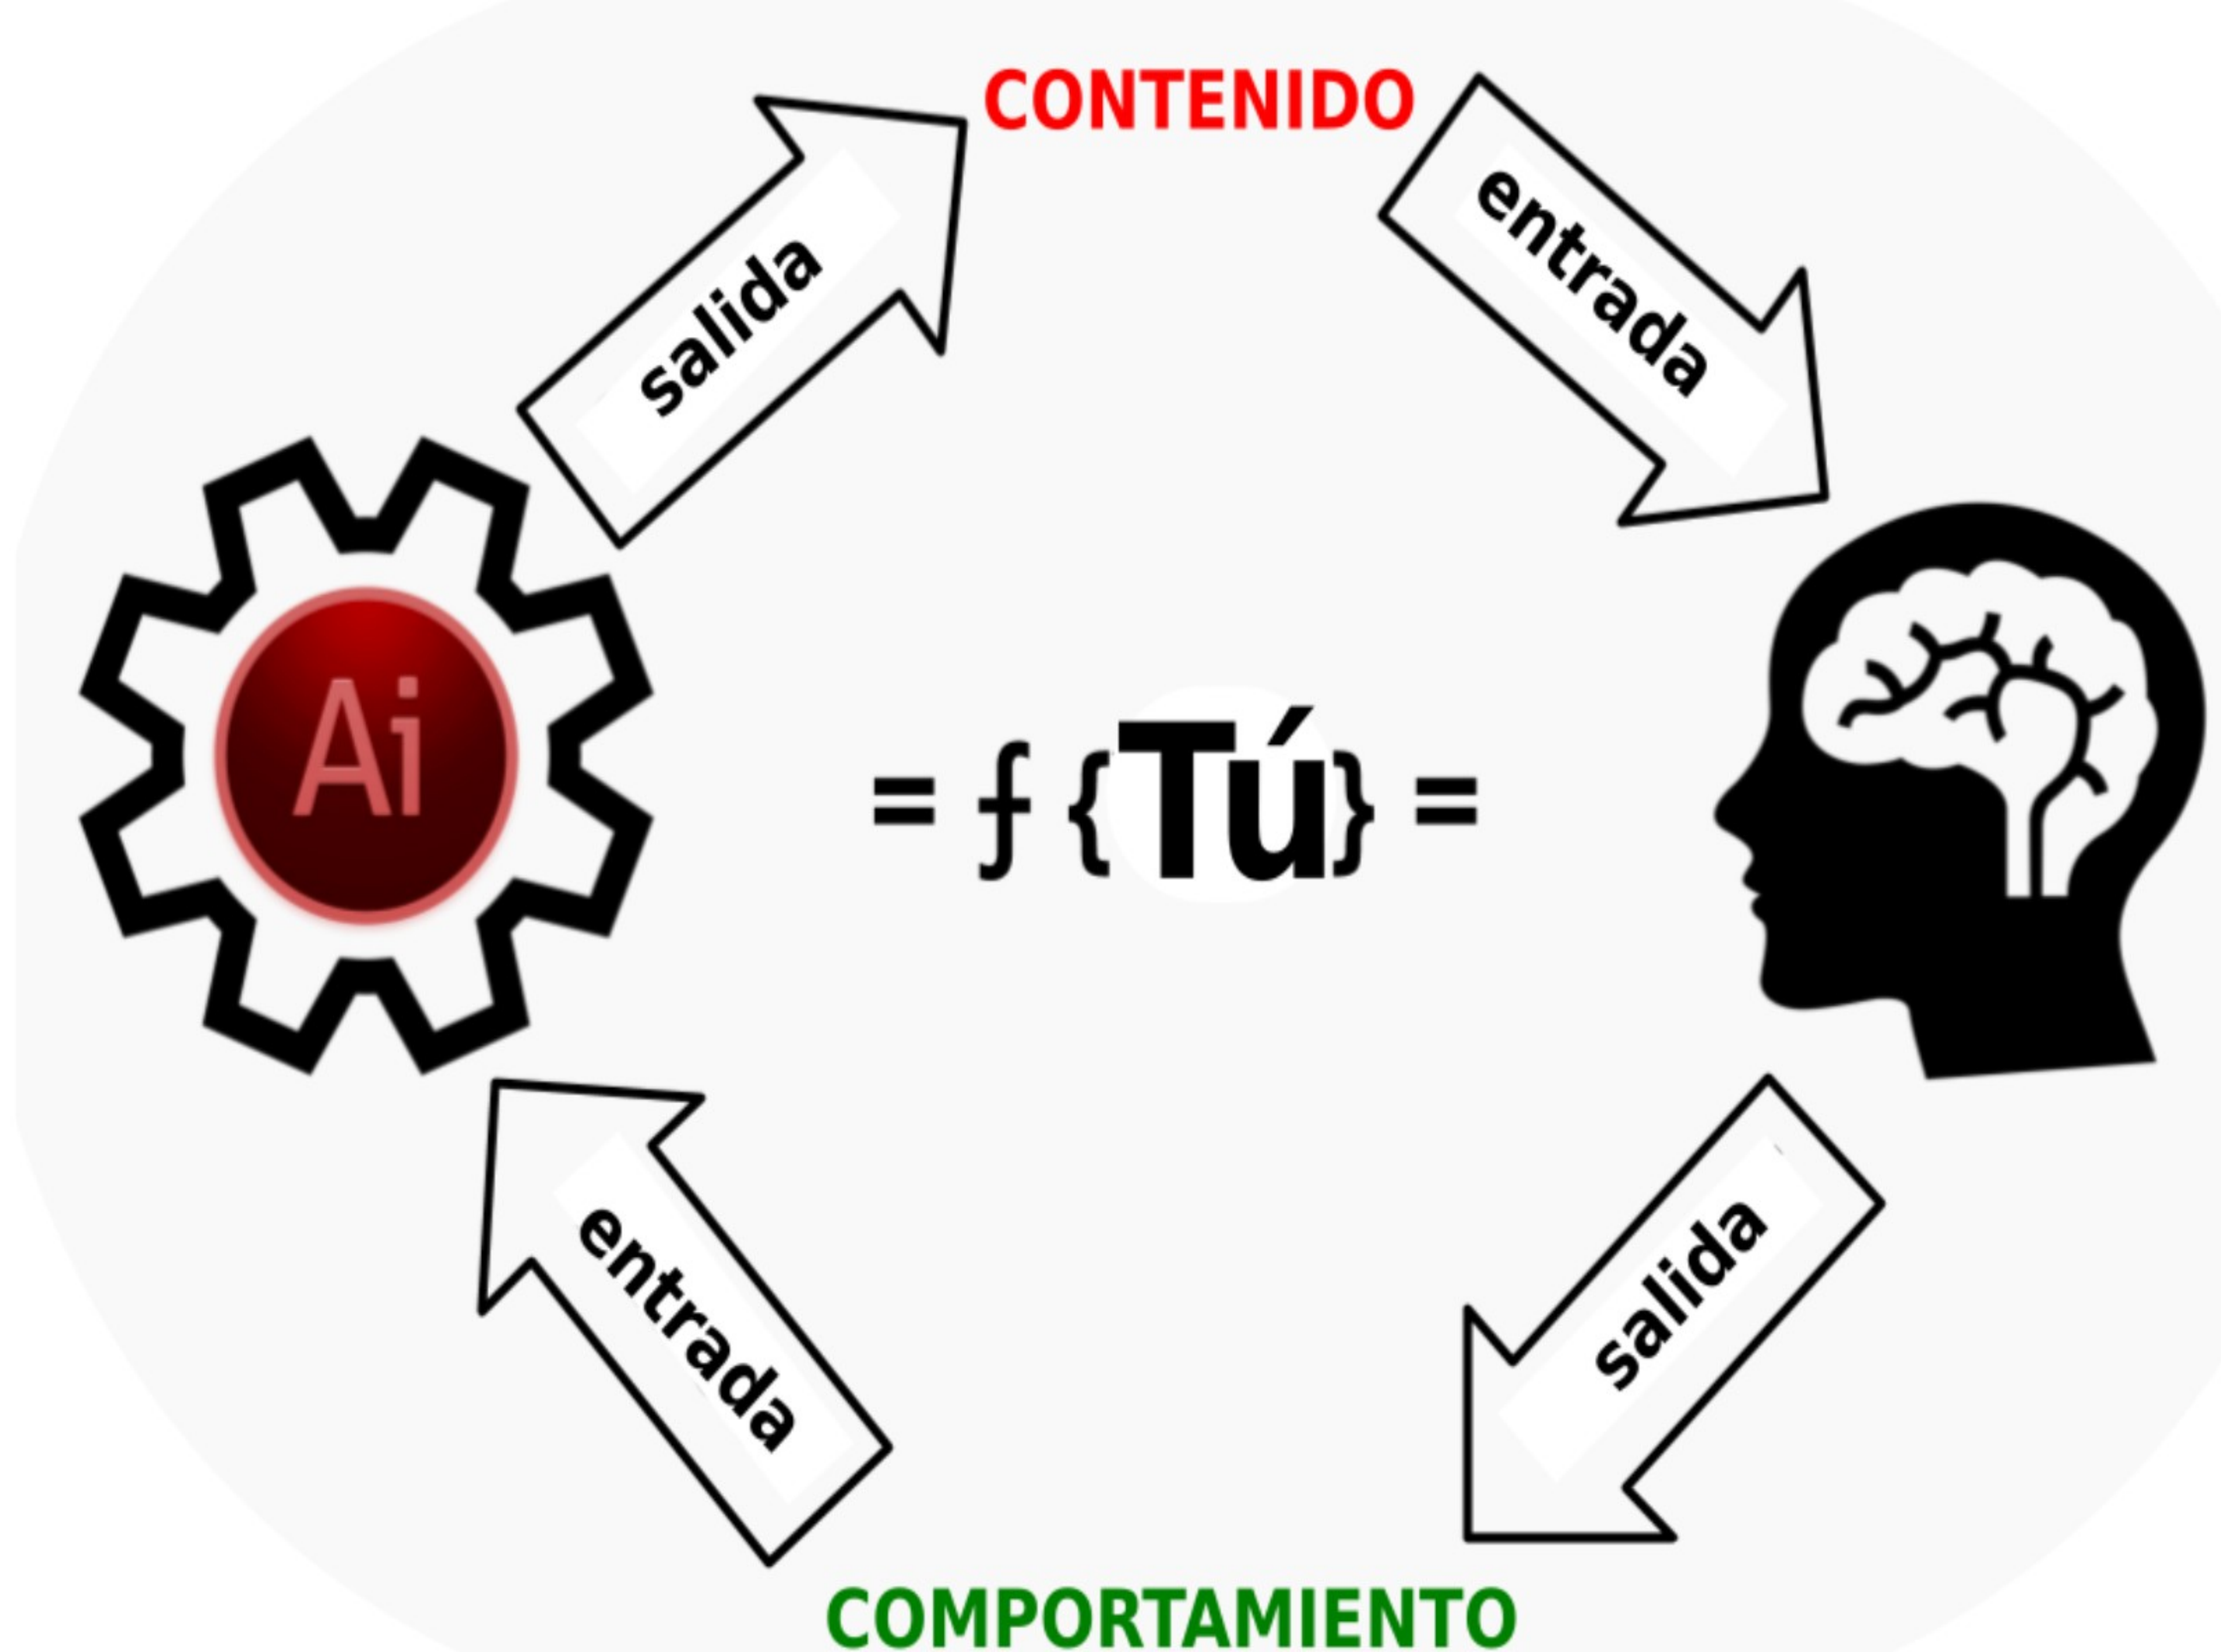 CONTENIDO
salida
entrada
Ai
= ƒ {Tú} =
entrada
salida
COMPORTAMIENTO